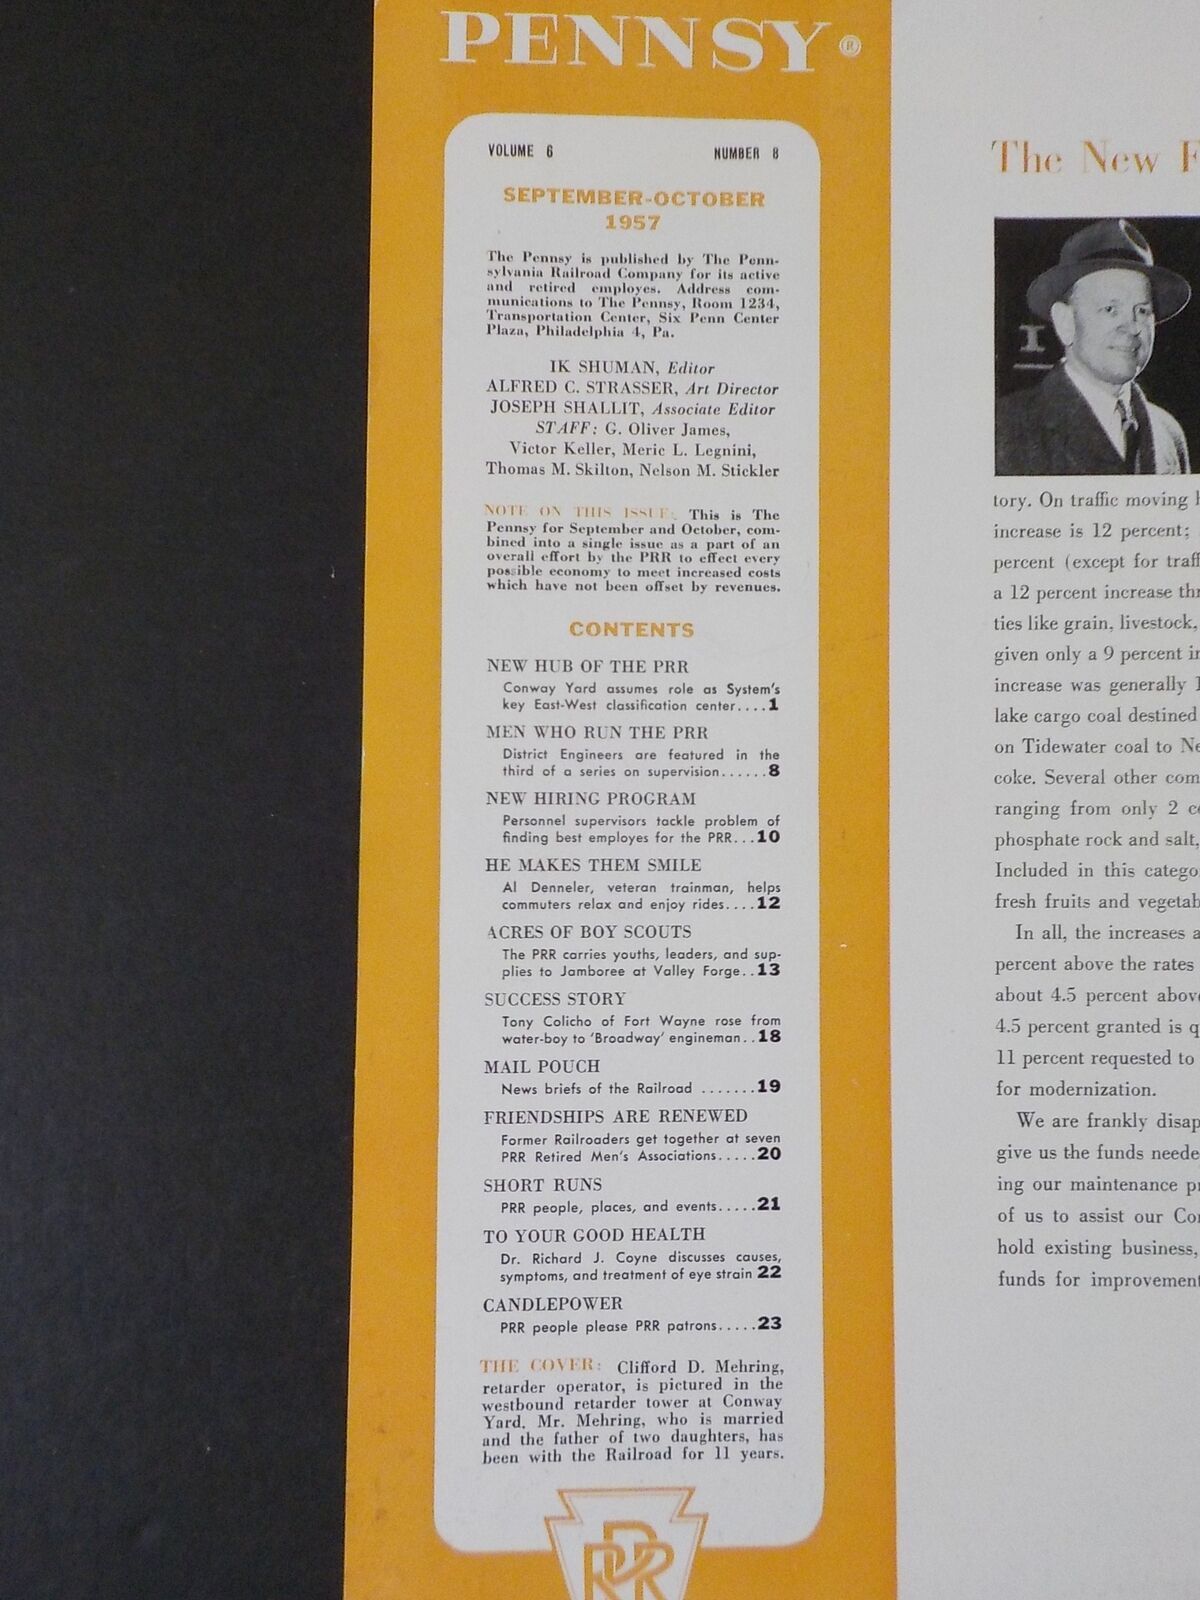 PENNSY®
VOLUME 6 NUMBER 8
SEPTEMBER-OCTOBER
1957
The Pennsy is published by The Penn-
sylvania Railroad Company for its active
and retired employes. Address com-
munications to The Pennsy, Room 1234,
Transportation Center, Six Penn Center
Plaza, Philadelphia 4, Pa.
IK SHUMAN, Editor
ALFRED C. STRASSER, Art Director
JOSEPH SHALLIT, Associate Editor
STAFF: G. Oliver James,
Victor Keller, Meric L. Legnini,
Thomas M. Skilton, Nelson M. Stickler
NOTE ON THIS ISSUE: This is The
Pennsy for September and October, com-
bined into a single issue as a part of an
overall effort by the PRR to effect every
possible economy to meet increased costs
which have not been offset by revenues.
CONTENTS
NEW HUB OF THE PRR
Conway Yard assumes role as System's
key East-West classification center....1
MEN WHO RUN THE PRR
District Engineers are featured in the
third of a series on supervision......8
NEW HIRING PROGRAM
Personnel supervisors tackle problem of
finding best employes for the PRR...10
HE MAKES THEM SMILE
Al Denneler, veteran trainman, helps
commuters relax and enjoy rides....12
ACRES OF BOY SCOUTS
The PRR carries youths, leaders, and sup-
plies to Jamboree at Valley Forge..13
SUCCESS STORY
Tony Colicho of Fort Wayne rose from
water-boy to 'Broadway' engineman..18
MAIL POUCH
News briefs of the Railroad .......19
FRIENDSHIPS ARE RENEWED
Former Railroaders get together at seven
PRR Retired Men's Associations.....20
SHORT RUNS
PRR people, places, and events.....21
TO YOUR GOOD HEALTH
Dr. Richard J. Coyne discusses causes,
symptoms, and treatment of eye strain 22
CANDLEPOWER
PRR people please PRR patrons.....23
THE COVER: Clifford D. Mehring,
retarder operator, is pictured in the
westbound retarder tower at Conway
Yard. Mr. Mehring, who is married
and the father of two daughters, has
been with the Railroad for 11 years.
PRR
The New F
1
tory. On traffic moving
increase is 12 percent;
percent (except for traf
a 12 percent increase
ties like grain, livestock,
given only a 9 percent
increase was generally
lake cargo coal destined
on Tidewater coal to
coke. Several other
ranging from only 2
phosphate rock and salt,
Included in this
fresh fruits and
In all, the increases
percent above the rates
about 4.5 percent
4.5 percent granted is
11 percent requested to
for modernization.
We are frankly
give us the funds
ing our maintenance
of us to assist our
hold existing business,
funds for